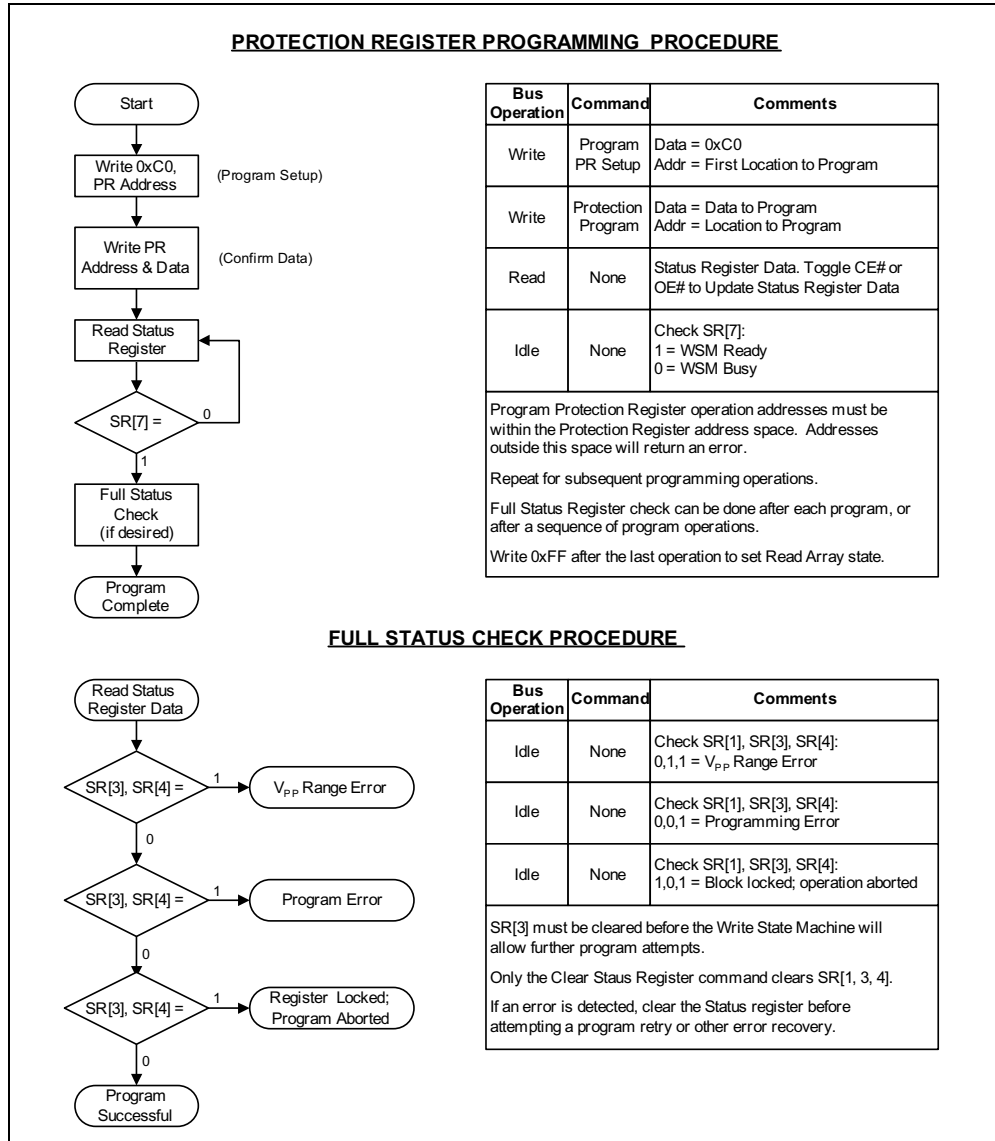 PROTECTION REGISTER PROGRAMMING PROCEDURE
Start
Write 0xC0,
PR Address
(Program Setup)
Write PR
Address & Data
(Confirm Data)
Read Status
Register
SR[7] =
0
1
Full Status
Check
(if desired)
Program
Complete
Bus
Operation
Command
Comments
Write
Program
PR Setup
Data = 0xC0
Addr = First Location to Program
Write
Protection
Program
Data = Data to Program
Addr = Location to Program
Read
None
Status Register Data. Toggle CE# or
OE# to Update Status Register Data
Idle
None
Check SR[7]:
1 = WSM Ready
0 = WSM Busy
Program Protection Register operation addresses must be
within the Protection Register address space. Addresses
outside this space will return an error.
Repeat for subsequent programming operations.
Full Status Register check can be done after each program, or
after a sequence of program operations.
Write 0xFF after the last operation to set Read Array state.
FULL STATUS CHECK PROCEDURE
Read Status
Register Data
SR[3], SR[4] =
1
VPP Range Error
0
SR[3], SR[4] =
1
Program Error
0
SR[3], SR[4] =
1
Register Locked;
Program Aborted
0
Program
Successful
Bus
Operation
Command
Comments
Idle
None
Check SR[1], SR[3], SR[4]:
0,1,1 = VPP Range Error
Idle
None
Check SR[1], SR[3], SR[4]:
0,0,1 = Programming Error
Idle
None
Check SR[1], SR[3], SR[4]:
1,0,1 = Block locked; operation aborted
SR[3] must be cleared before the Write State Machine will
allow further program attempts.
Only the Clear Staus Register command clears SR[1, 3, 4].
If an error is detected, clear the Status register before
attempting a program retry or other error recovery.